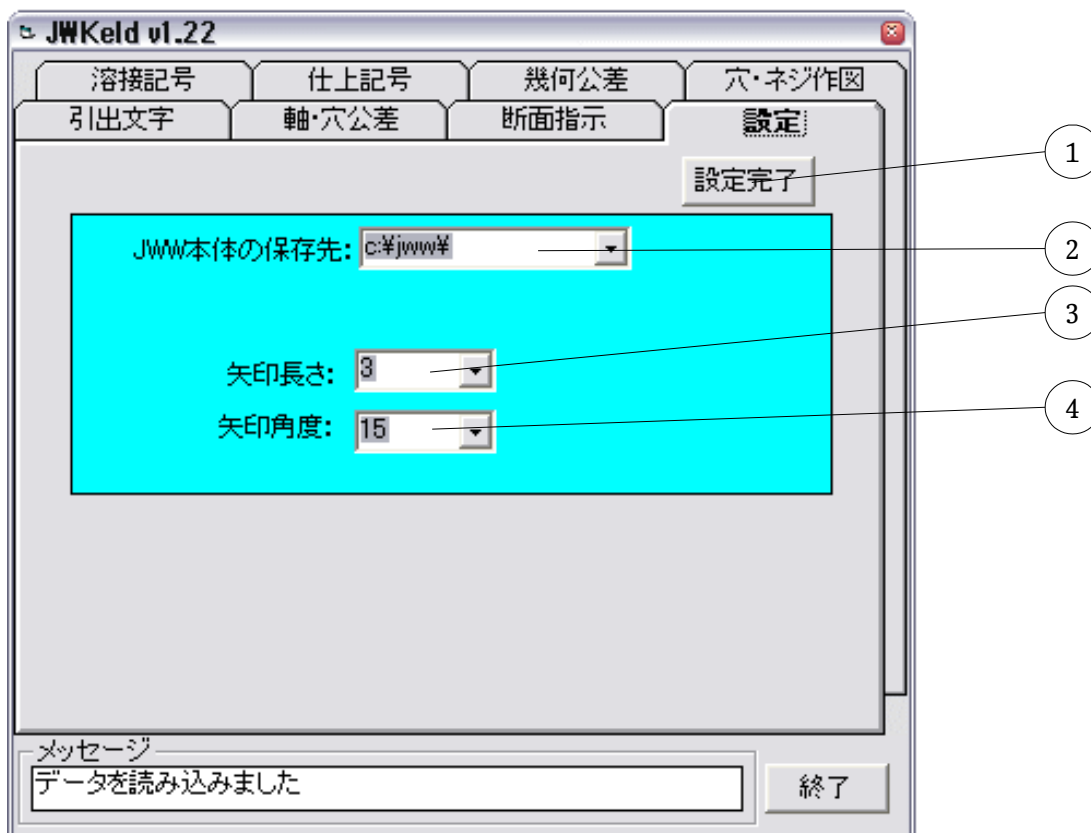 JWKeld v1.22
溶接記号 仕上記号 幾何公差 穴・ネジ作図
引出文字 軸・穴公差 断面指示 設定
設定完了 1
JWW本体の保存先: c:¥jww¥ 2
3
矢印長さ: 3
矢印角度: 15 4
メッセージ
データを読み込みました
終了